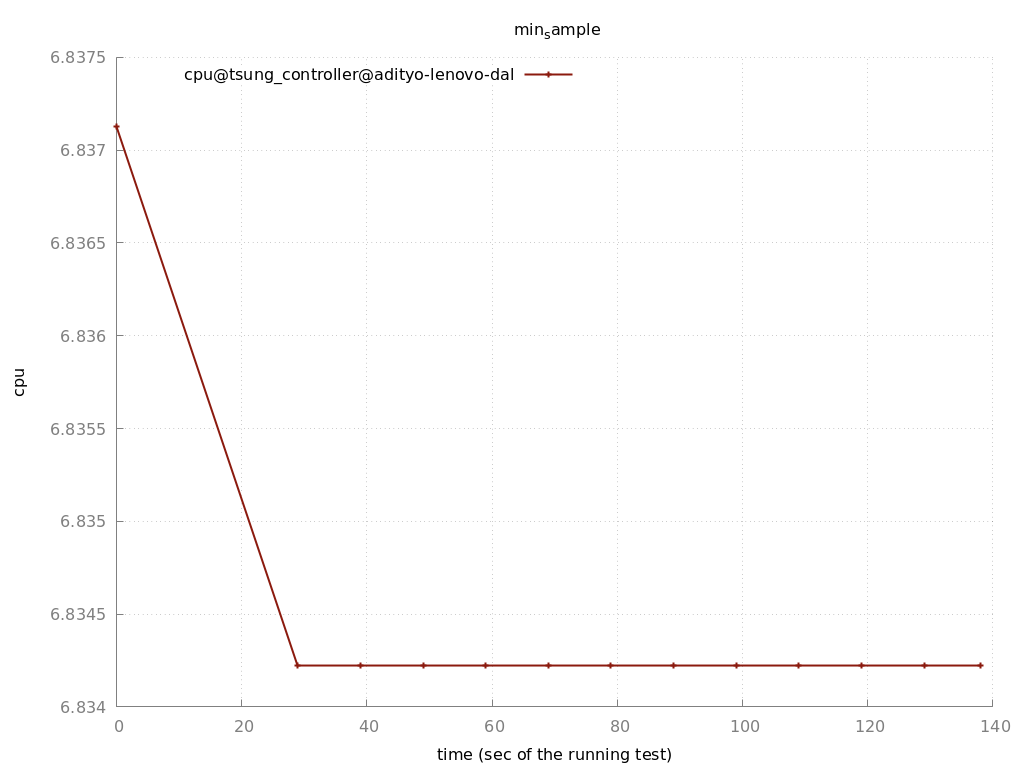 min_sample
6.8375
cpu@tsung_controller@adityo-lenovo-dal
6.837
6.8365
6.836
cpu
6.8355
6.835
6.8345
6.834
0 20 40 60 80 100 120 140
time (sec of the running test)